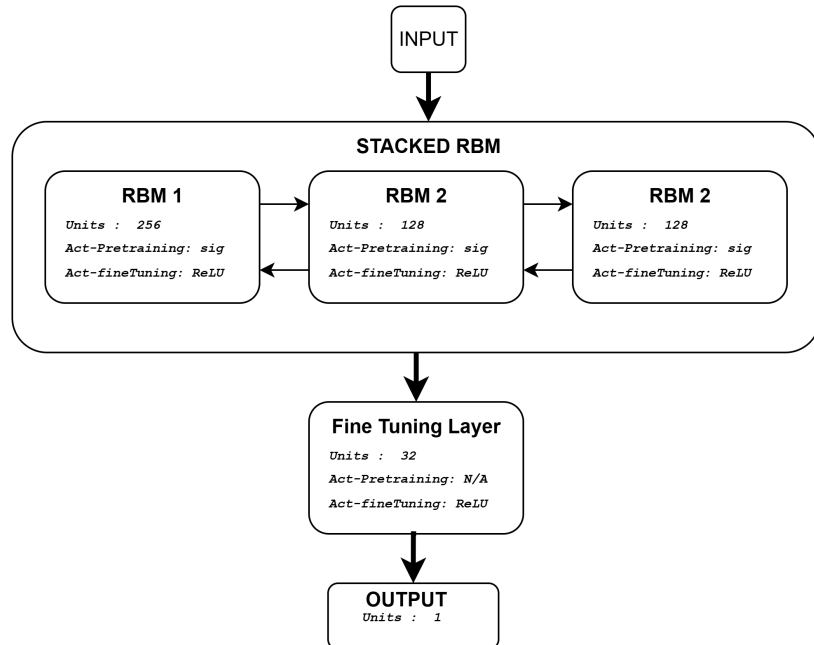 INPUT
STACKED RBM
RBM 1
Units : 256
Act-Pretraining: sig
Act-fineTuning: ReLU
RBM 2
Units : 128
Act-Pretraining: sig
Act-fineTuning: ReLU
RBM 2
Units : 128
Act-Pretraining: sig
Act-fineTuning: ReLU
Fine Tuning Layer
Units : 32
Act-Pretraining: N/A
Act-fineTuning: ReLU
OUTPUT
Units : 1